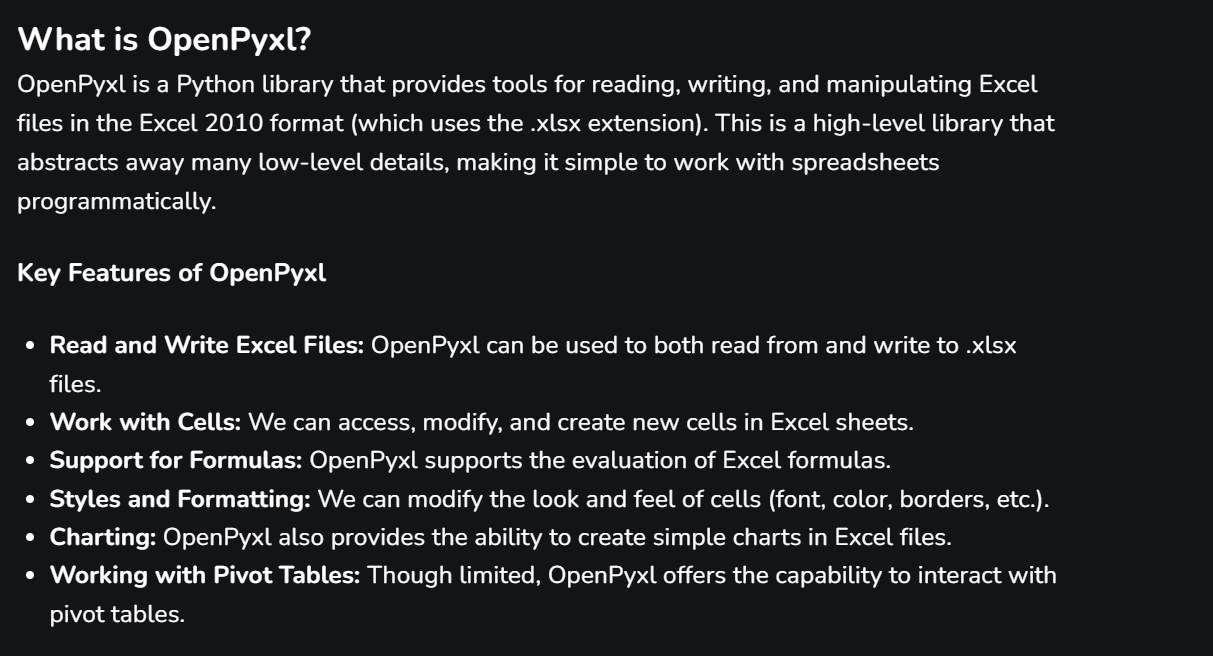 What is OpenPyxl?
OpenPyxl is a Python library that provides tools for reading, writing, and manipulating Excel
files in the Excel 2010 format (which uses the .xlsx extension). This is a high-level library that
abstracts away many low-level details, making it simple to work with spreadsheets
programmatically.
Key Features of OpenPyxl
• Read and Write Excel Files: OpenPyxl can be used to both read from and write to .xlsx
files.
• Work with Cells: We can access, modify, and create new cells in Excel sheets.
• Support for Formulas: OpenPyxl supports the evaluation of Excel formulas.
• Styles and Formatting: We can modify the look and feel of cells (font, color, borders, etc.).
• Charting: OpenPyxl also provides the ability to create simple charts in Excel files.
• Working with Pivot Tables: Though limited, OpenPyxl offers the capability to interact with
pivot tables.